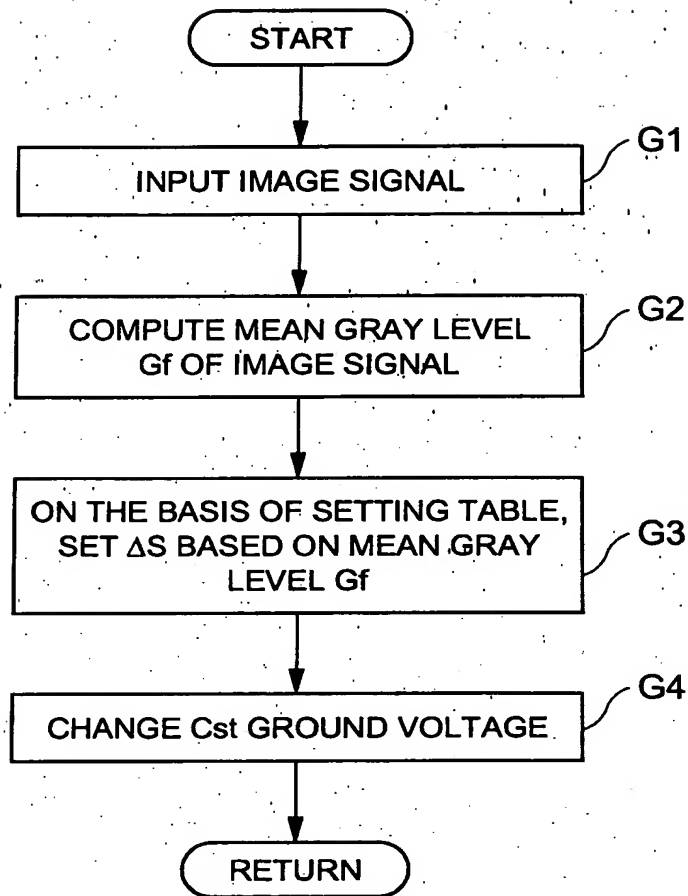 START
G1
INPUT IMAGE SIGNAL
G2
COMPUTE MEAN GRAY LEVEL
Gf OF IMAGE SIGNAL
ON THE BASIS OF SETTING TABLE,
SET ΔS BASED ON MEAN GRAY
LEVEL Gf
G3
G4
CHANGE Cst GROUND VOLTAGE
RETURN